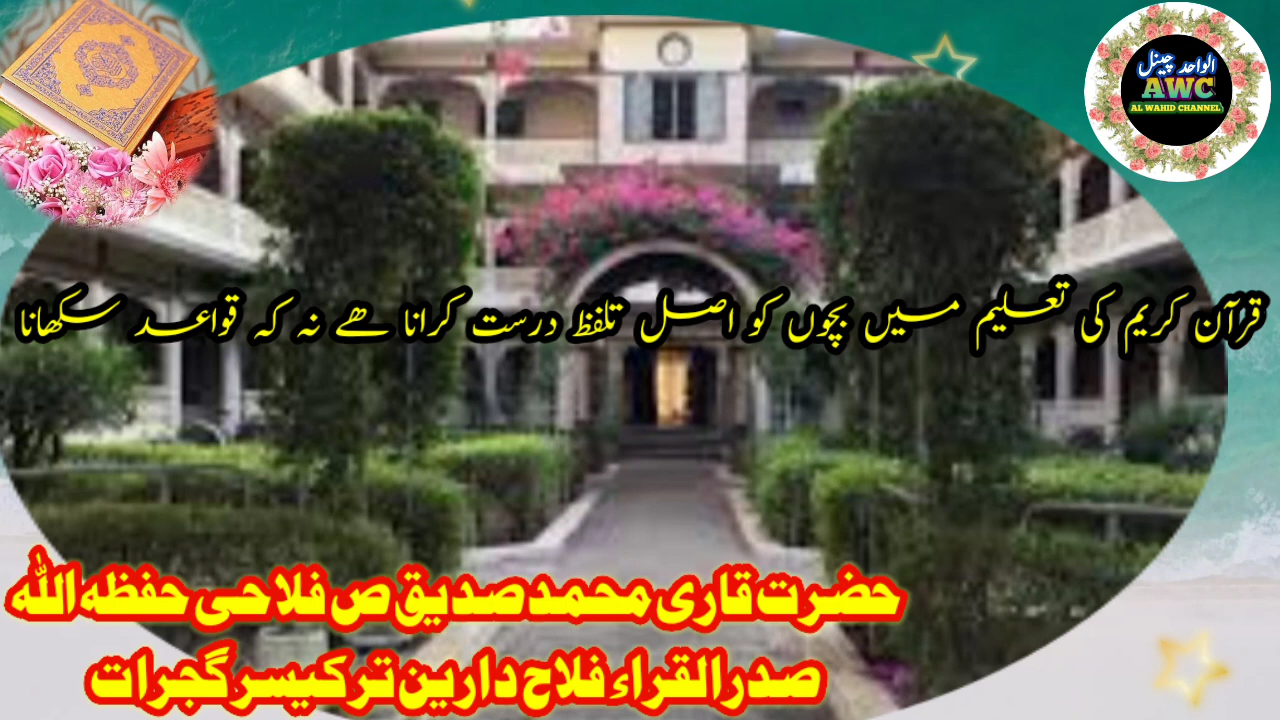 الواحد چینل
AWC
AL WAHID CHANNEL
قرآن کریم کی تعلیم میں بچوں کو اصل تلفظ درست کرانا ھے نہ کہ قواعد سکھانا
حضرت قاری محمد صدیق ص فلاحی حفظہ اللہ
صدر القراء فلاح دارین ترکیسر گجرات